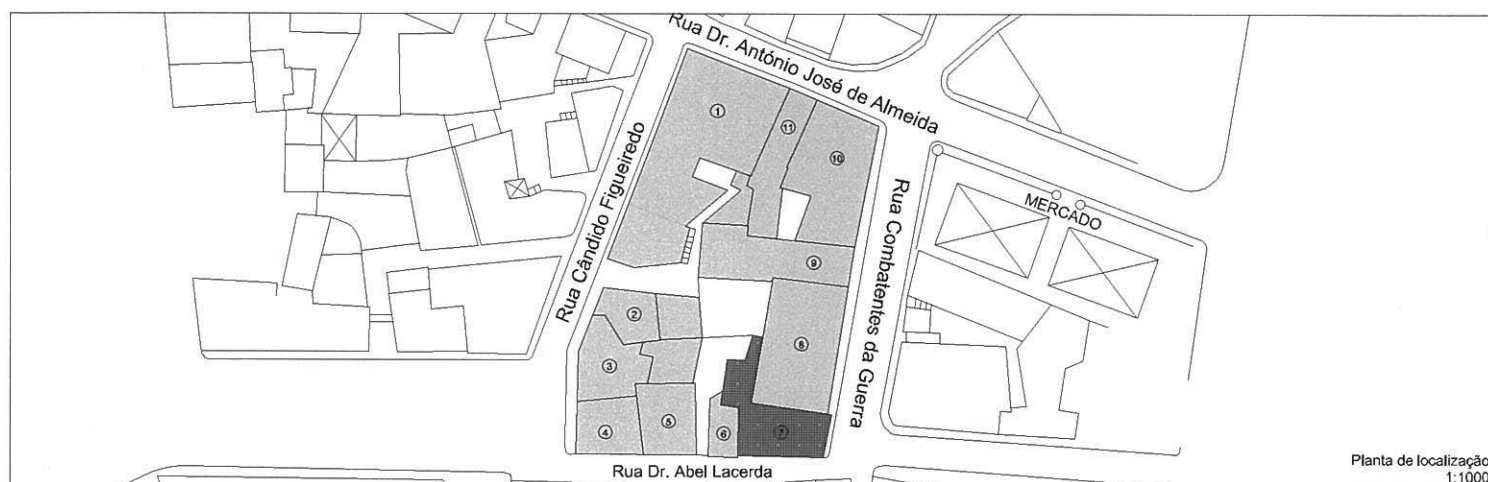 Rua Dr. António José de Almeida
①
⑪
⑩
Rua Cândido Figueiredo
Rua Combatentes da Guerra
MERCADO
⑨
②
⑧
③
④
⑤
⑥
⑦
Rua Dr. Abel Lacerda
Planta de localização
1:1000